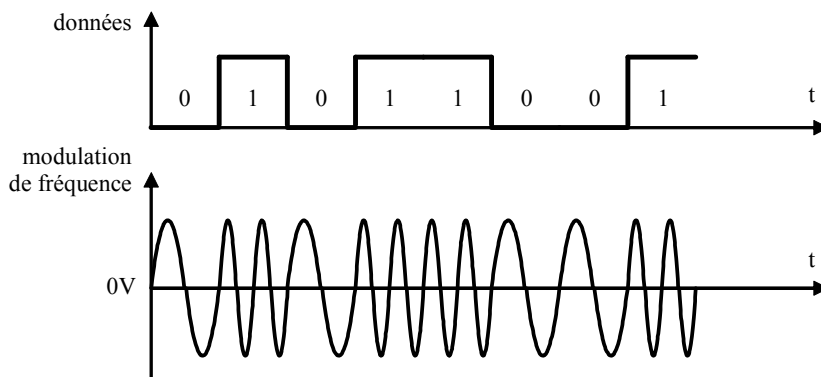 données
0 1 0 1 1 0 0 1 t
modulation
de fréquence
t
0V